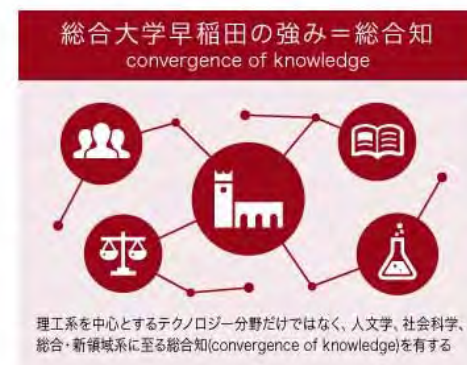 総合大学早稲田の強み＝総合知
convergence of knowledge
理工系を中心とするテクノロジー分野だけではなく、人文学、社会科学、
総合・新領域系に至る総合知(convergence of knowledge)を有する